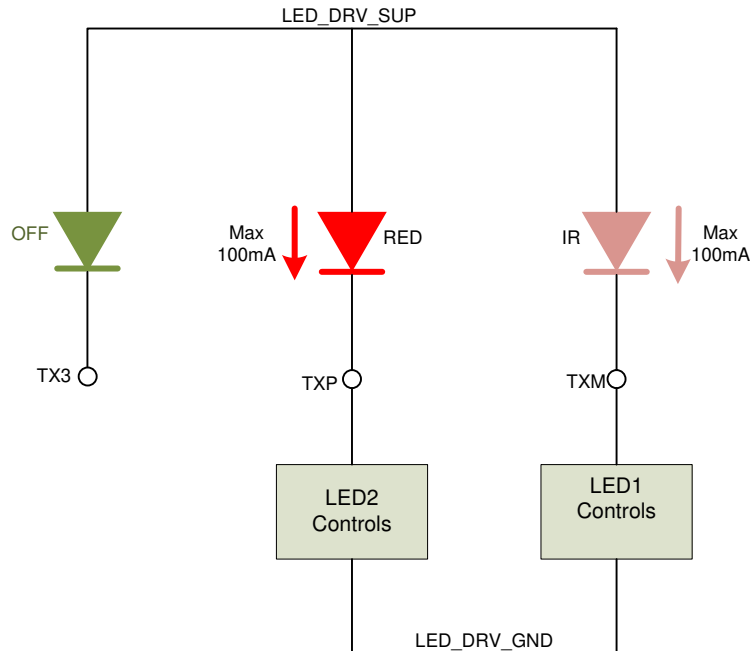 LED_DRV_SUP
OFF
Max
100mA
RED
IR
Max
100mA
TX3
TXP
TXM
LED2
Controls
LED1
Controls
LED_DRV_GND